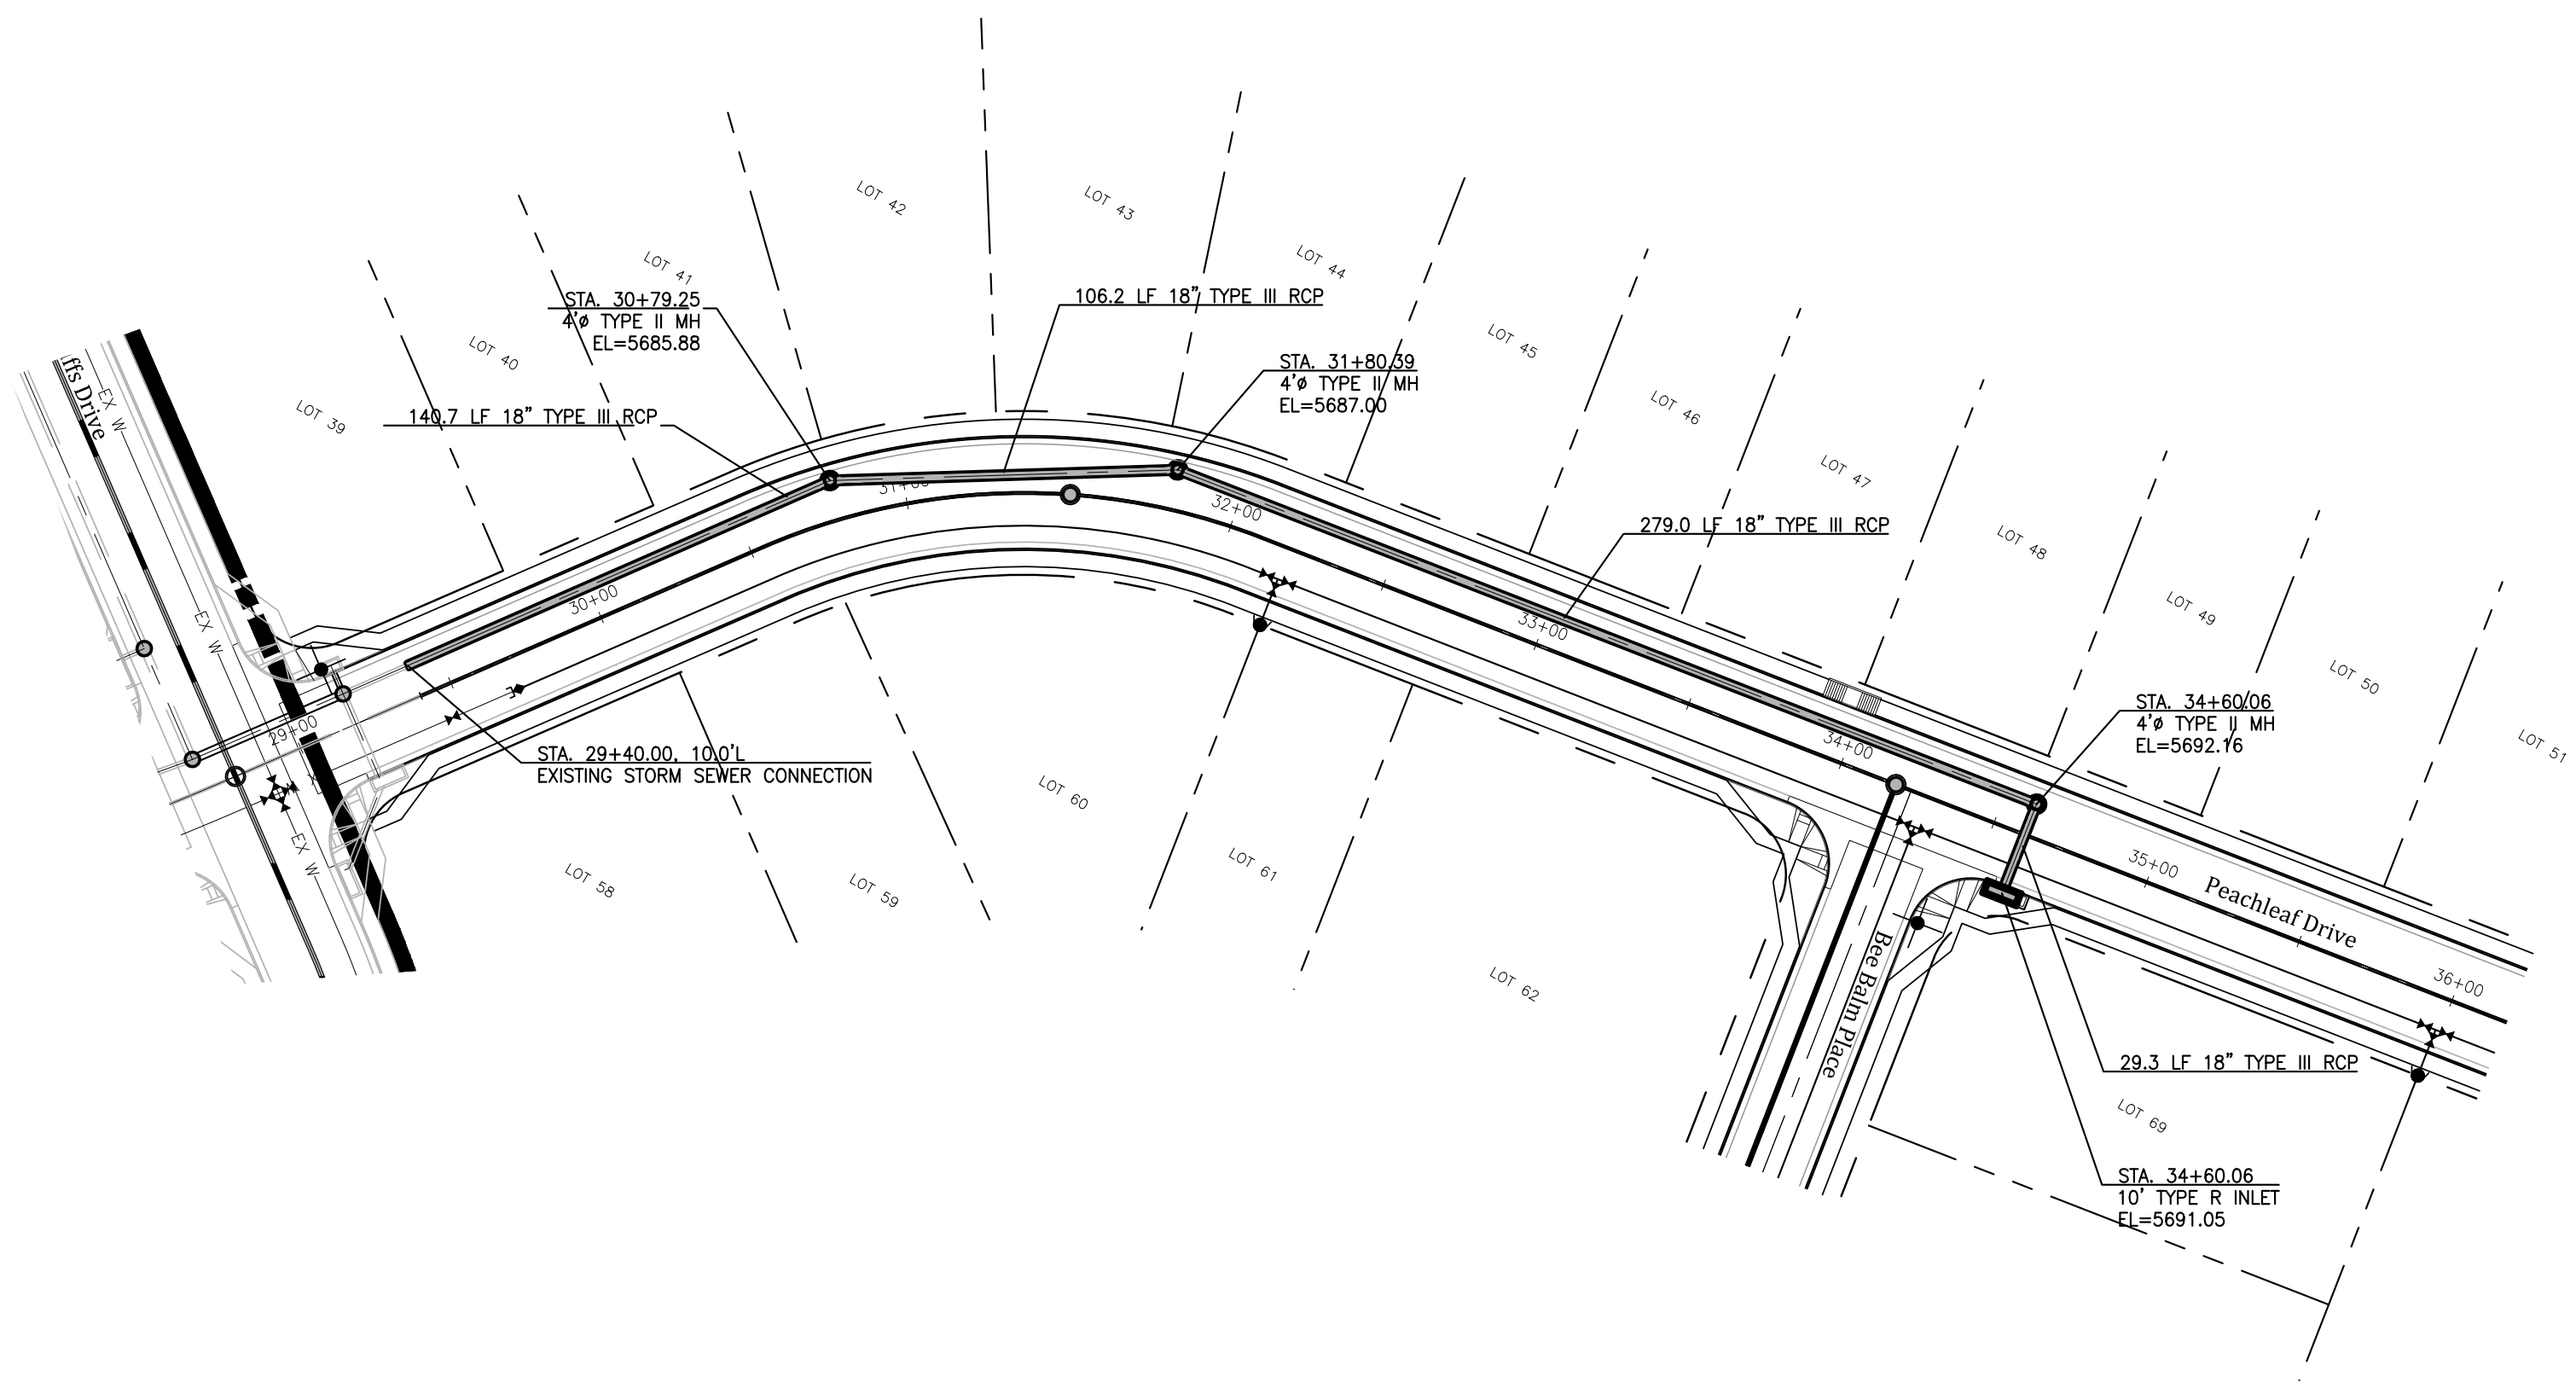 LOT 42
LOT 43
LOT 41
LOT 44
STA. 30+79.25
4'ø TYPE II MH
EL=5685.88
106.2 LF 18" TYPE III RCP
LOT 40
LOT 45
STA. 31+80.39
4'ø TYPE II MH
EL=5687.00
LOT 39
140.7 LF 18" TYPE III RCP
LOT 46
LOT 47
ffs Drive
EX W
31+00
32+00
279.0 LF 18" TYPE III RCP
LOT 48
30+00
33+00
LOT 49
EX W
LOT 50
29+00
STA. 29+40.00, 10.0'L
EXISTING STORM SEWER CONNECTION
34+00
STA. 34+60.06
4'ø TYPE II MH
EL=5692.16
LOT 51
LOT 60
EX W
LOT 58
LOT 59
LOT 61
35+00
Peachleaf Drive
LOT 62
Bee Balm Place
36+00
29.3 LF 18" TYPE III RCP
LOT 69
STA. 34+60.06
10' TYPE R INLET
EL=5691.05